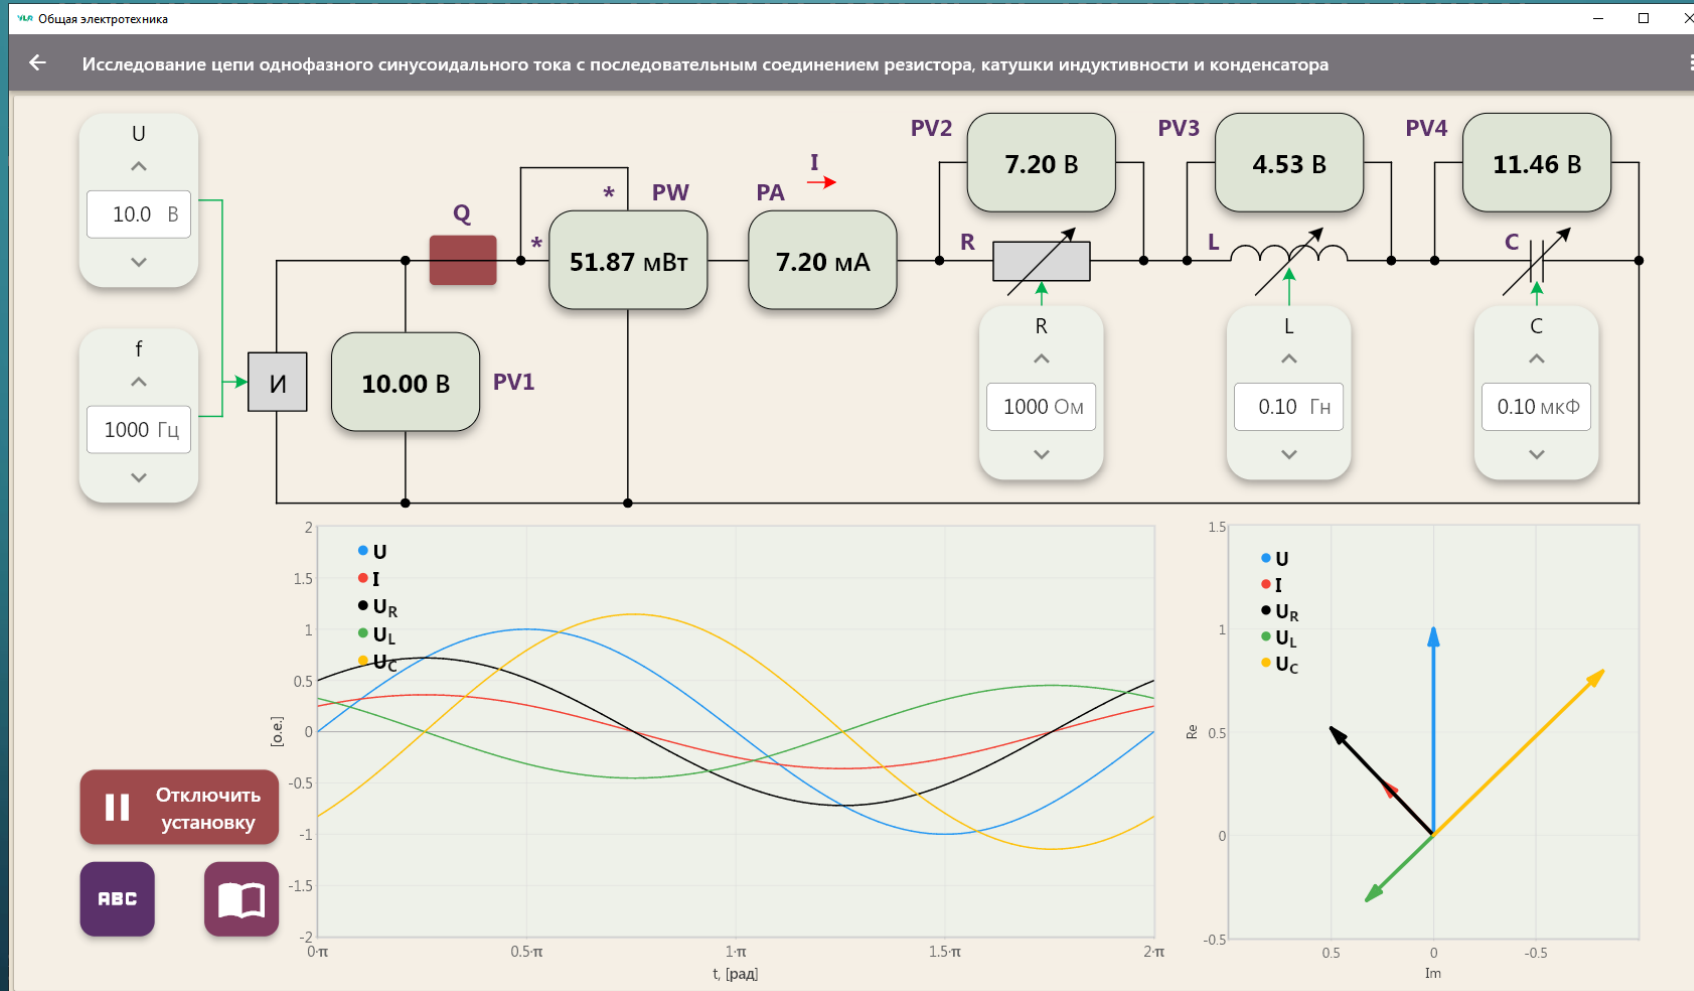 VLR Общая электротехника
Исследование цепи однофазного синусоидального тока с последовательным соединением резистора, катушки индуктивности и конденсатора
U
10.0 В
f
1000 Гц
И
10.00 В
PV1
Q
*
*
PW
51.87 мВт
PA
I
7.20 мА
PV2
7.20 В
R
R
1000 Ом
PV3
4.53 В
L
L
0.10 Гн
PV4
11.46 В
C
C
0.10 мкФ
U
I
UR
UL
UC
[о.е.]
2
1.5
1
0.5
0
-0.5
-1
-1.5
-2
0·π
0.5·π
1·π
1.5·π
2·π
t, [рад]
U
I
UR
UL
UC
Re
1.5
1
0.5
0
-0.5
0.5
0
-0.5
Im
Отключить
установку
ABC